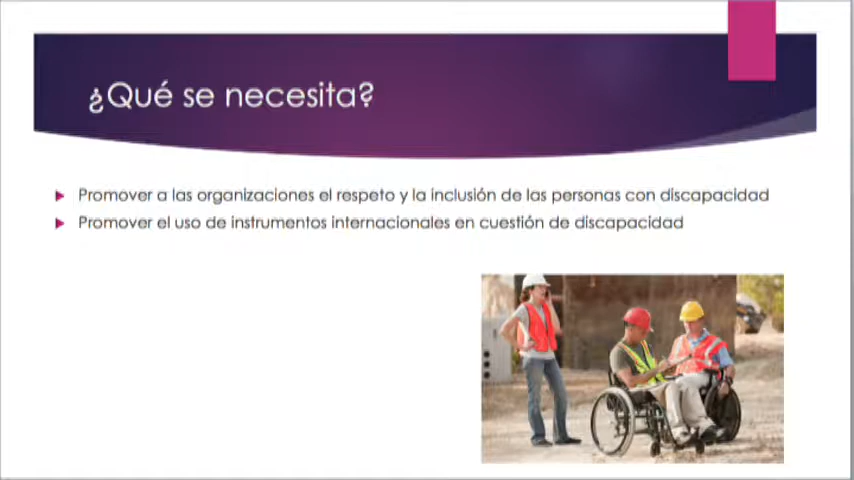 ¿Qué se necesita?
Promover a las organizaciones el respeto y la inclusión de las personas con discapacidad
Promover el uso de instrumentos internacionales en cuestión de discapacidad